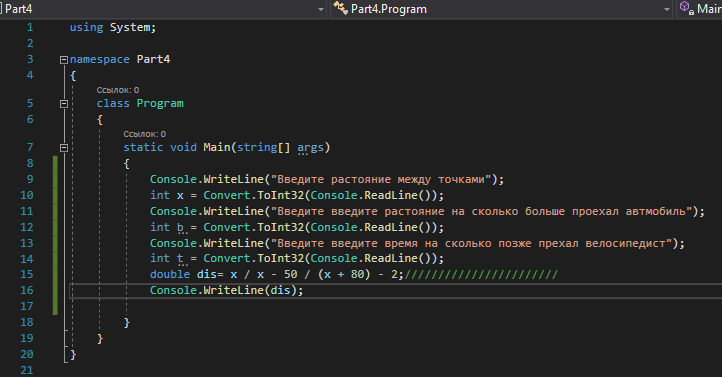 Part4 Part4.Program Main
1 using System;
2
3 namespace Part4
4 {
Ссылок: 0
5 class Program
6 {
Ссылок: 0
7 static void Main(string[] args)
8 {
9 Console.WriteLine("Введите растояние между точками");
10 int x = Convert.ToInt32(Console.ReadLine());
11 Console.WriteLine("Введите введите растояние на сколько больше проехал автмобиль");
12 int b = Convert.ToInt32(Console.ReadLine());
13 Console.WriteLine("Введите введите время на сколько позже прехал велосипедист");
14 int t = Convert.ToInt32(Console.ReadLine());
15 double dis= x / x - 50 / (x + 80) - 2;///////////////////////
16 Console.WriteLine(dis);
17
18 }
19 }
20 }
21